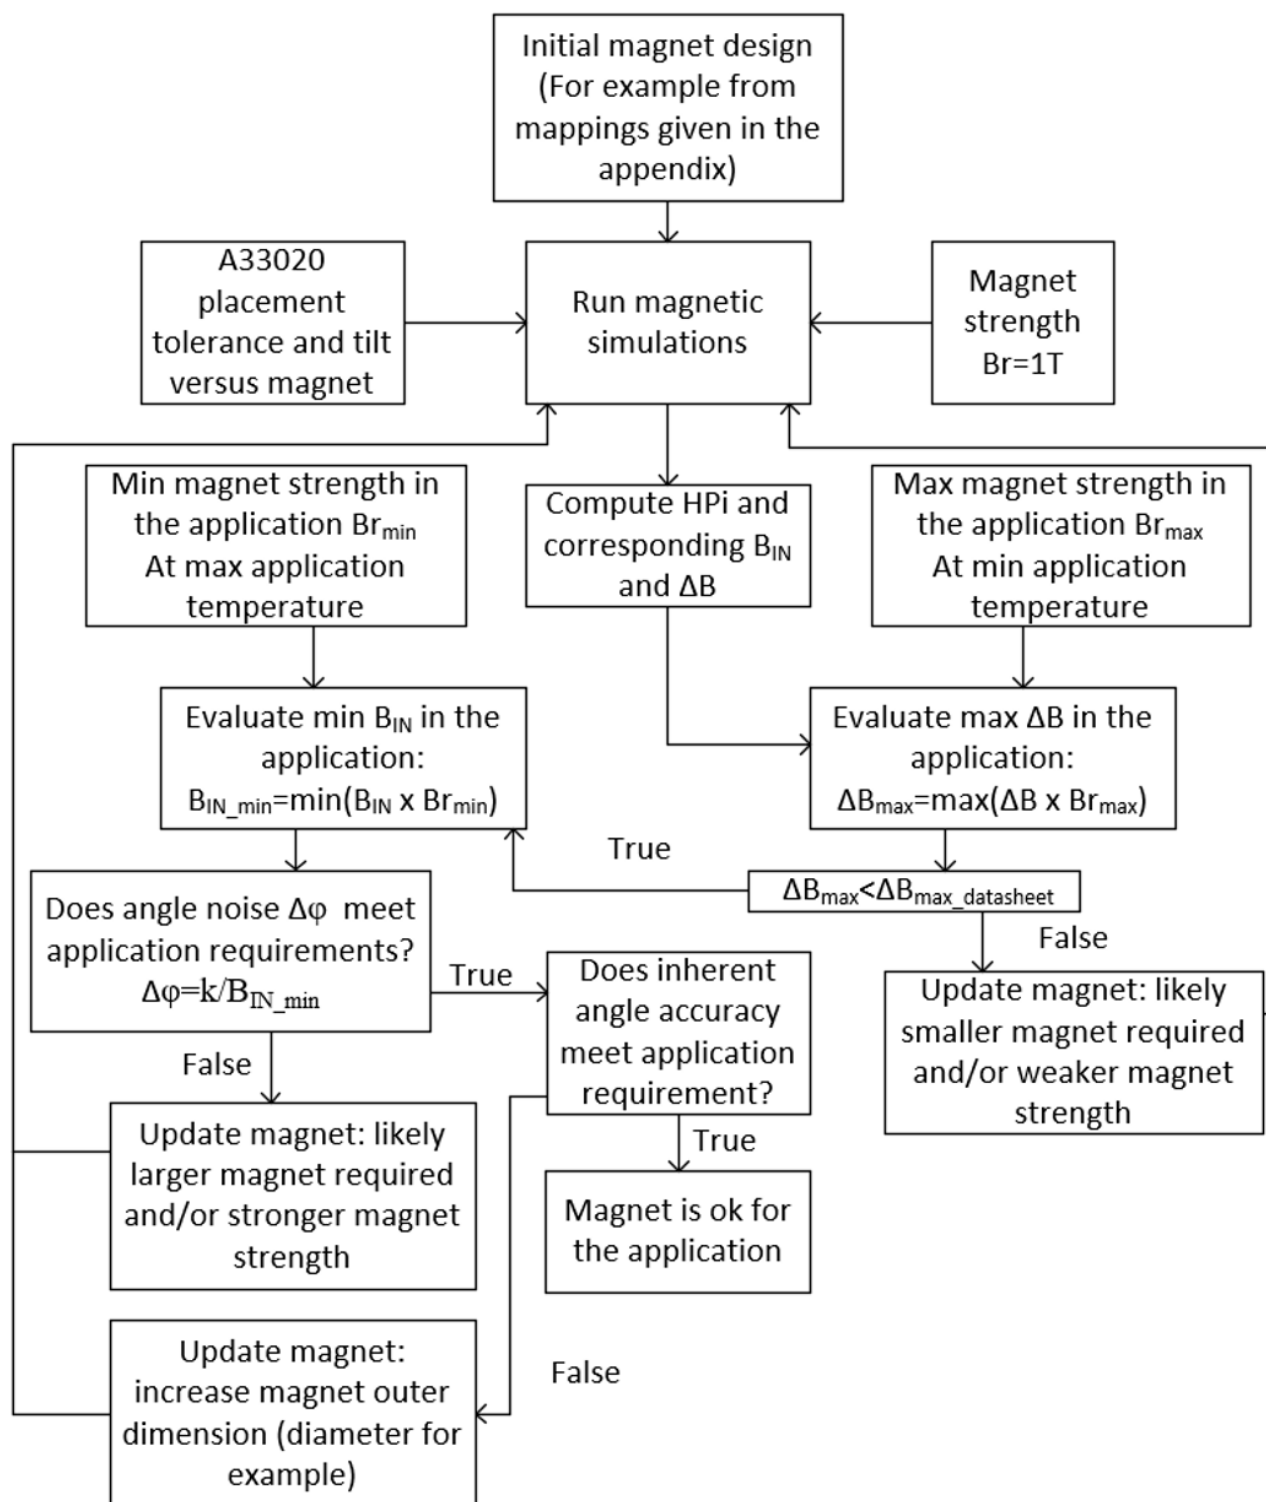 Initial magnet design
(For example from
mappings given in the
appendix)
A33020
placement
tolerance and tilt
versus magnet
Run magnetic
simulations
Magnet
strength
Br=1T
Min magnet strength in
the application Brmin
At max application
temperature
Compute HPi and
corresponding BIN
and ΔB
Max magnet strength in
the application Brmax
At min application
temperature
Evaluate min BIN in the
application:
BIN_min=min(BIN x Brmin)
Evaluate max ΔB in the
application:
ΔBmax=max(ΔB x Brmax)
True
ΔBmax<ΔBmax_datasheet
False
Does angle noise Δφ meet
application requirements?
Δφ=k/BIN_min
True
False
Does inherent
angle accuracy
meet application
requirement?
True
Update magnet: likely
smaller magnet required
and/or weaker magnet
strength
Update magnet: likely
larger magnet required
and/or stronger magnet
strength
Magnet is ok for
the application
False
Update magnet:
increase magnet outer
dimension (diameter for
example)